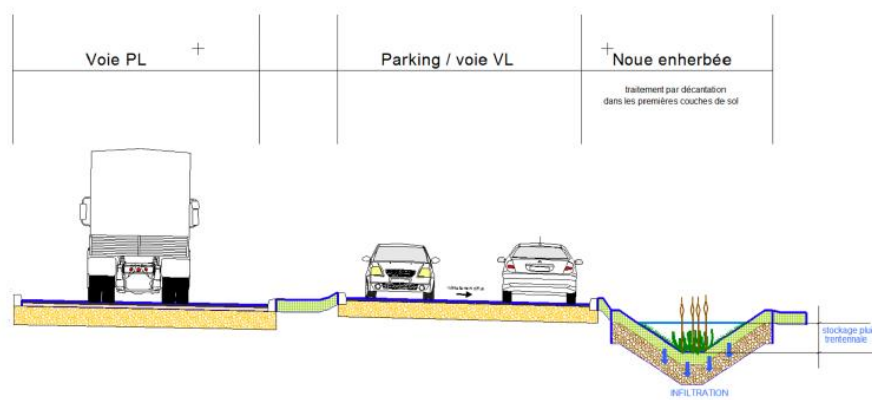 Voie PL
Parking / voie VL
Noue enherbée
traitement par décantation
dans les premières couches de sol
stockage plui
trentennale
INFILTRATION